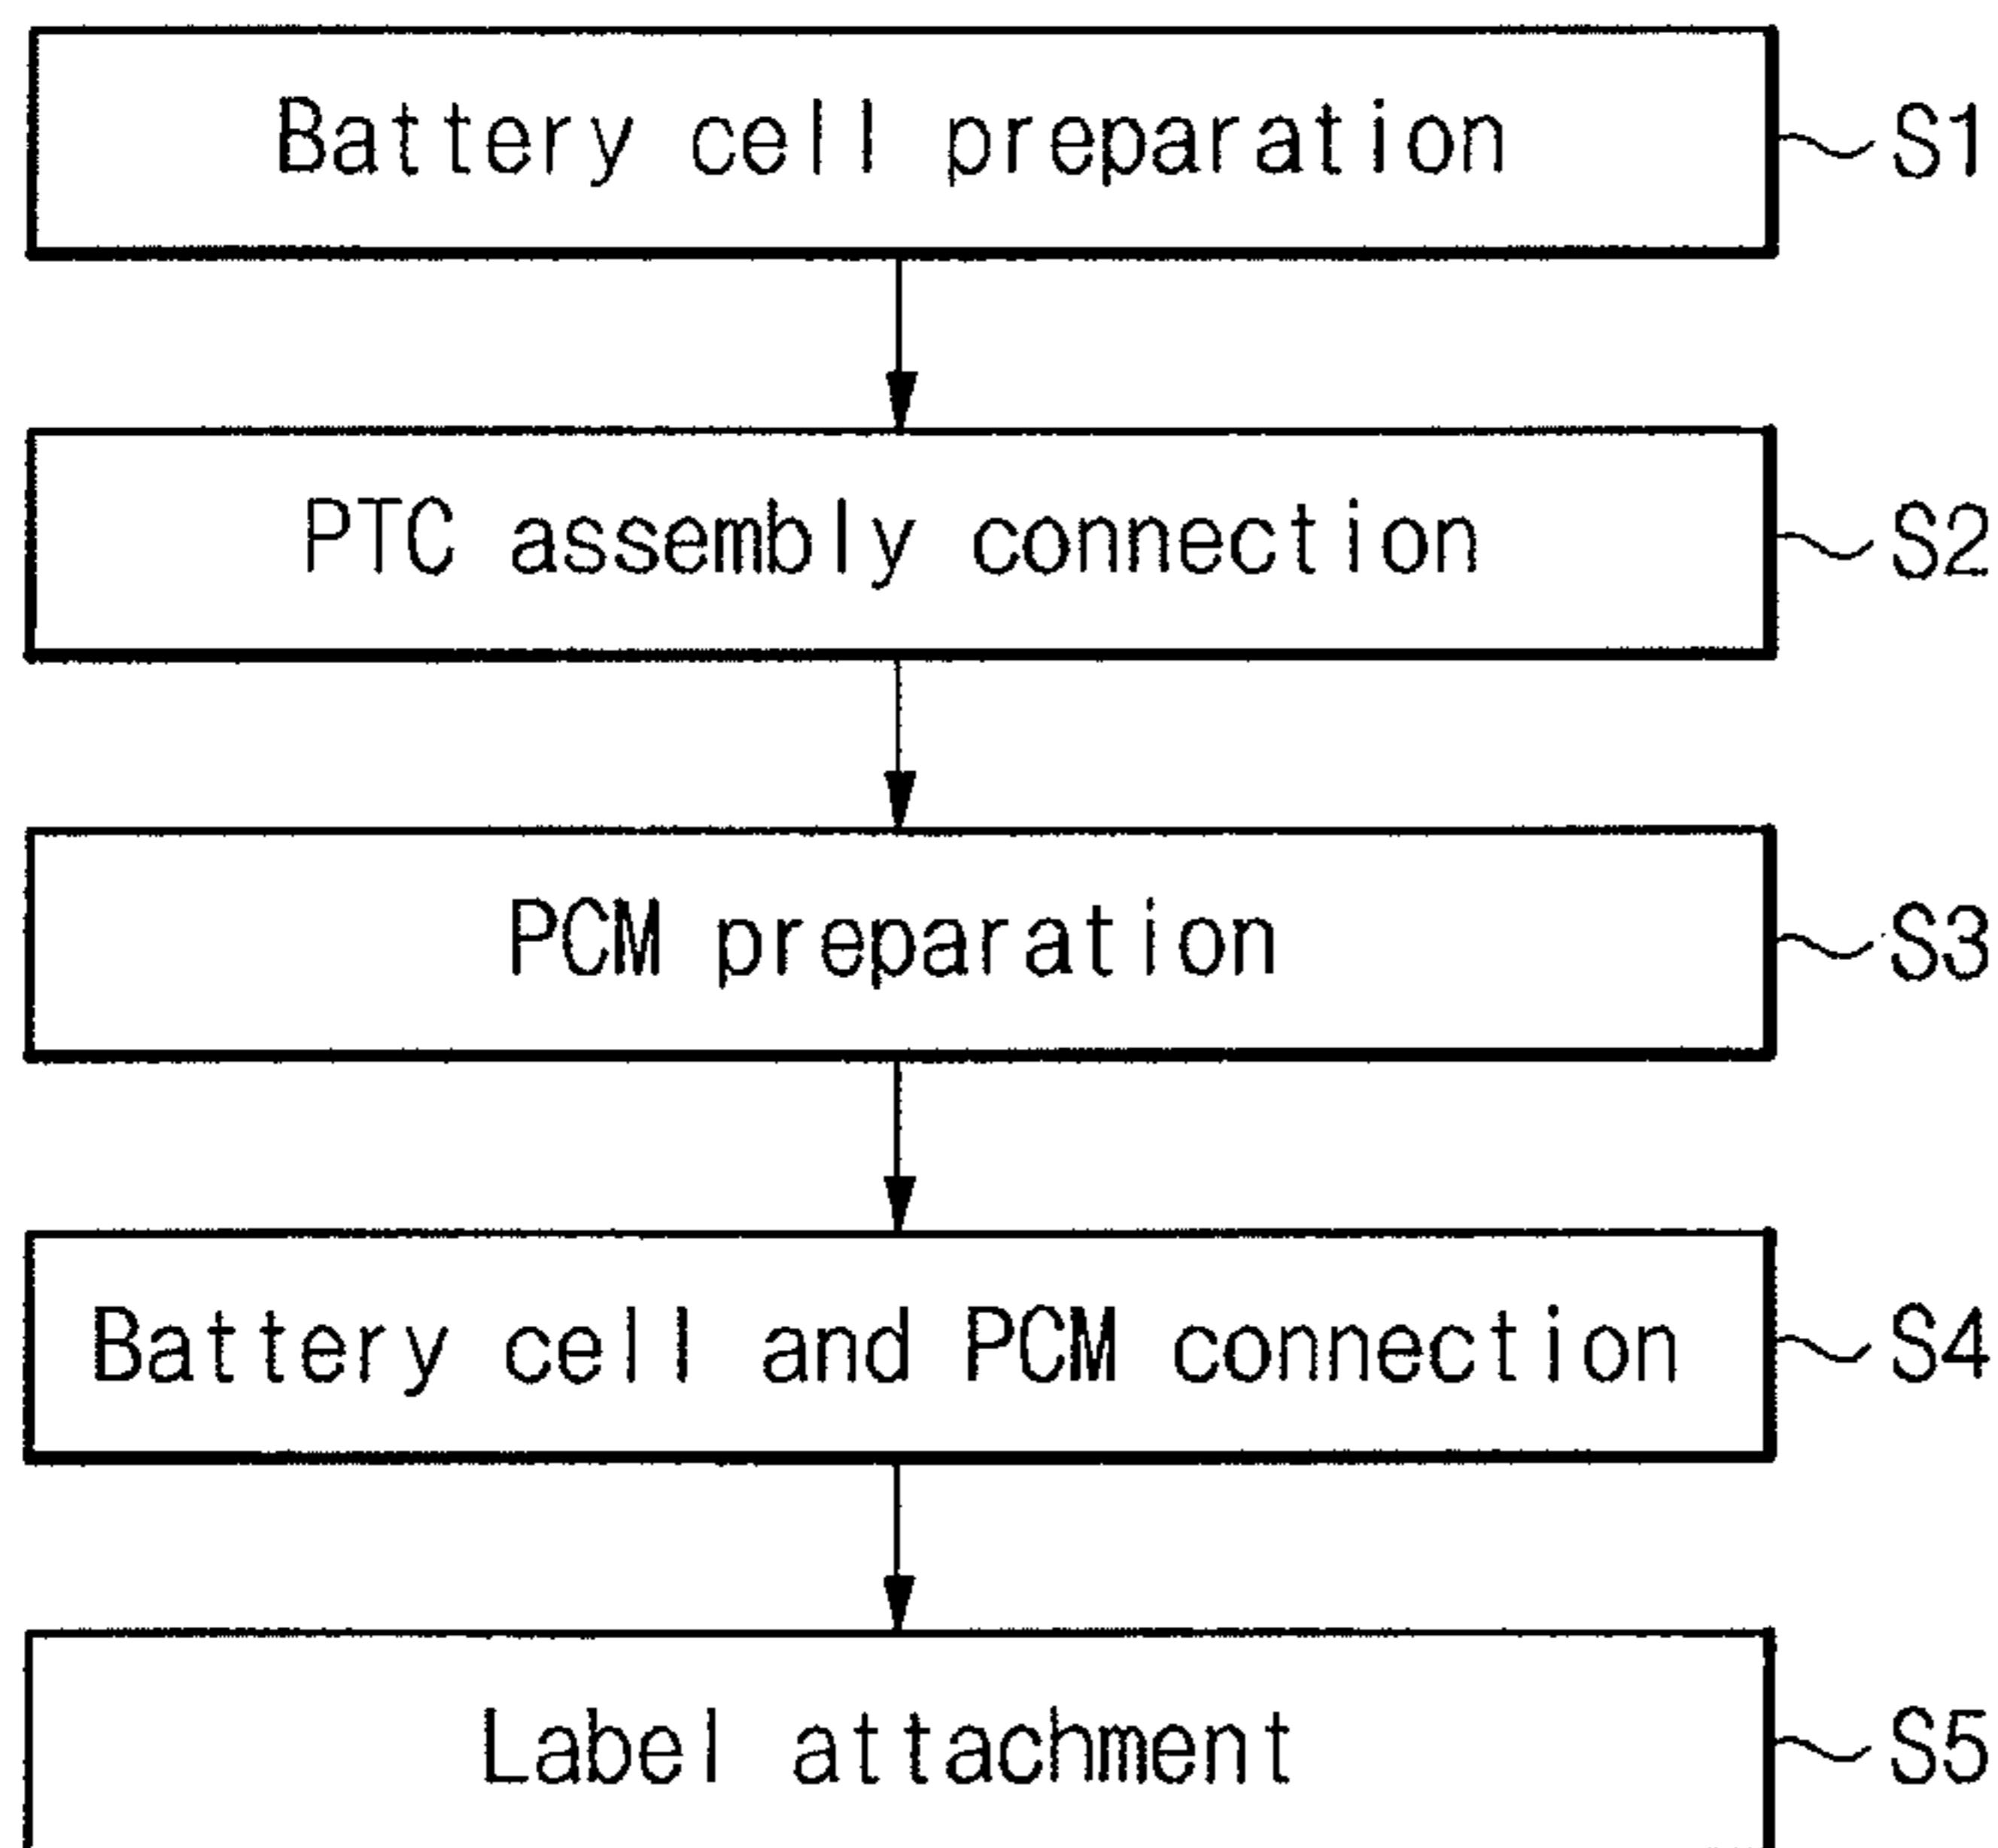 Battery cell preparation S1
PTC assembly connection S2
PCM preparation S3
Battery cell and PCM connection S4
Label attachment S5